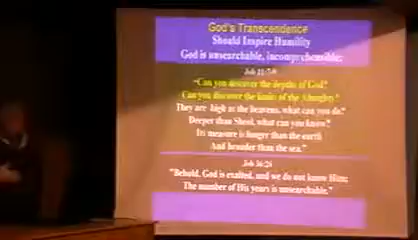 God's Transcendence
Should Inspire Humility
God is unsearchable, incomprehensible;
Job 11:7-9
"Can you discover the depths of God?
Can you discover the limits of the Almighty?
They are high as the heavens, what can you do?
Deeper than Sheol, what can you know?
Its measure is longer than the earth
And broader than the sea."
Job 36:26
"Behold, God is exalted, and we do not know Him;
The number of His years is unsearchable."